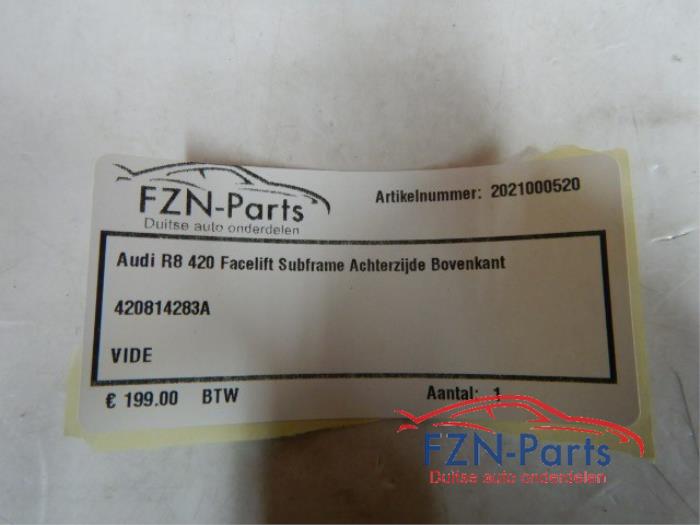 FZN-Parts
Duitse auto onderdelen
Artikelnummer: 2021000520
Audi R8 420 Facelift Subframe Achterzijde Bovenkant
420814283A
VIDE
€ 199.00 BTW Aantal: 1
FZN-Parts
Duitse auto onderdelen